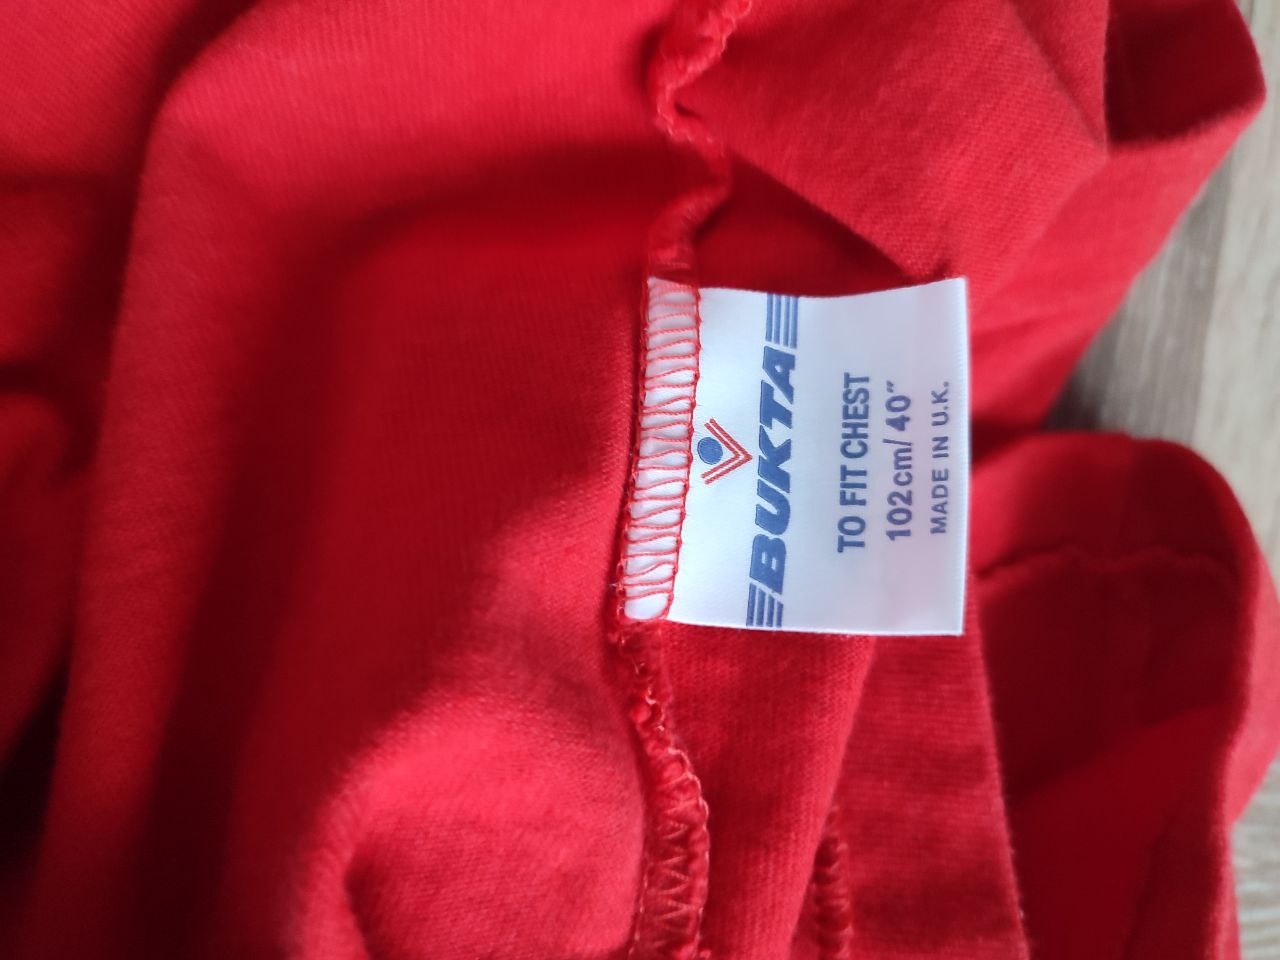 BUKTA
TO FIT CHEST
102cm/ 40"
MADE IN U.K.